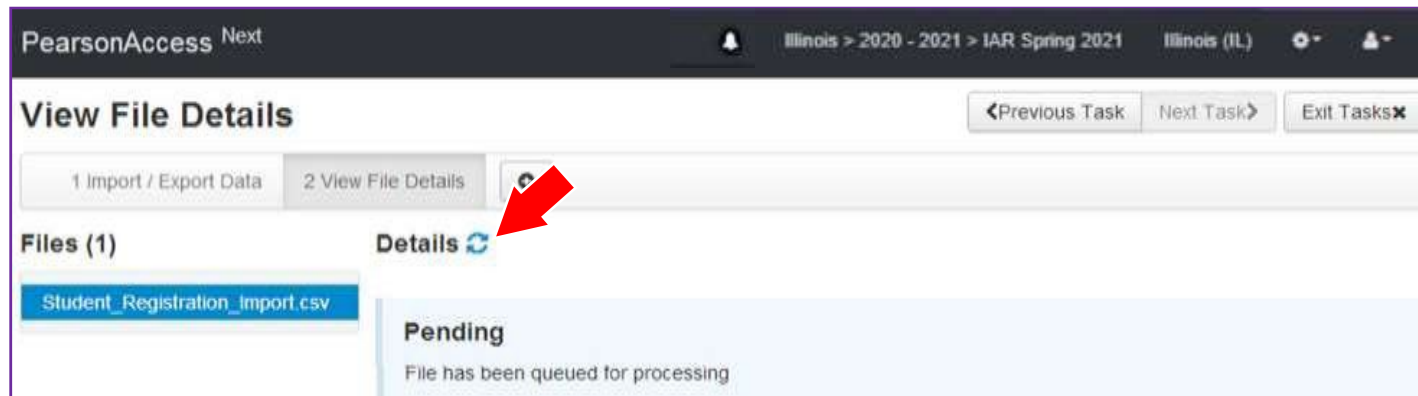 PearsonAccess Next
Illinois > 2020 - 2021 > IAR Spring 2021 Illinois (IL)
View File Details
Previous Task Next Task Exit Tasks
1 Import / Export Data 2 View File Details
Files (1) Details
Student_Registration_Import.csv
Pending
File has been queued for processing